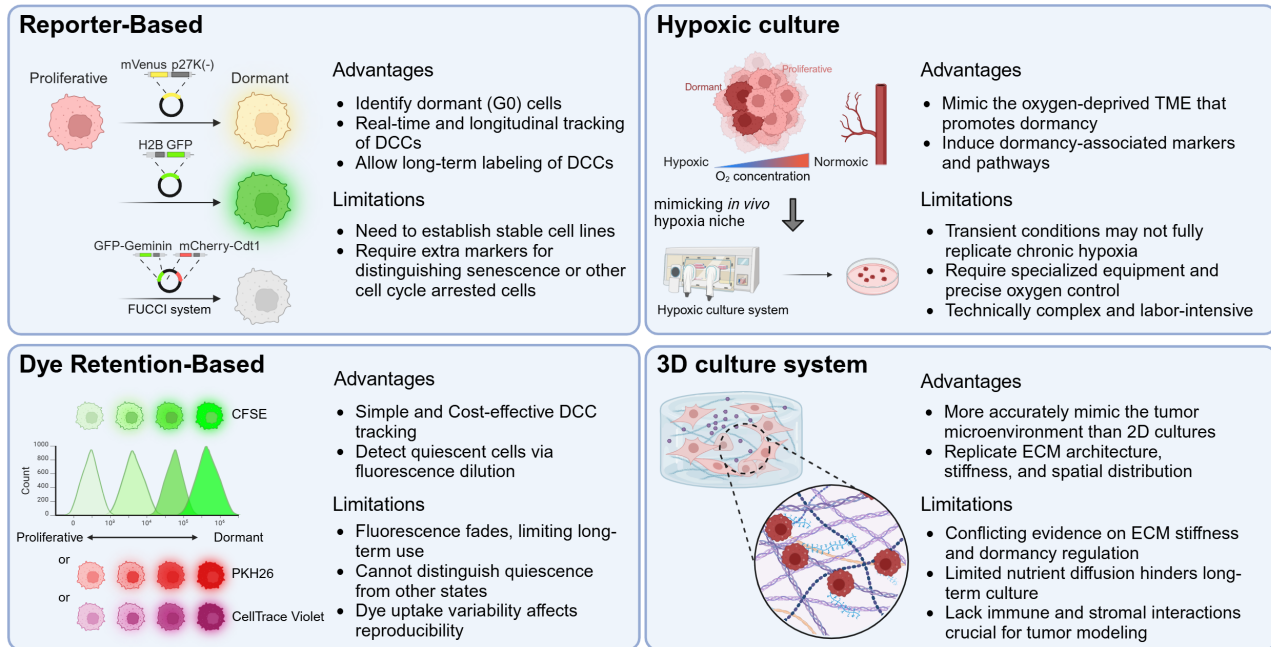 Reporter-Based
mVenus p27K(-)
Proliferative
Dormant
H2B GFP
GFP-Geminin mCherry-Cdt1
FUCCI system
Advantages
• Identify dormant (G0) cells
• Real-time and longitudinal tracking
of DCCs
• Allow long-term labeling of DCCs
Limitations
• Need to establish stable cell lines
• Require extra markers for
distinguishing senescence or other
cell cycle arrested cells
Hypoxic culture
Proliferative
Dormant
Hypoxic
Normoxic
O₂ concentration
mimicking in vivo
hypoxia niche
Hypoxic culture system
Advantages
• Mimic the oxygen-deprived TME that
promotes dormancy
• Induce dormancy-associated markers
and pathways
Limitations
• Transient conditions may not fully
replicate chronic hypoxia
• Require specialized equipment and
precise oxygen control
• Technically complex and labor-intensive
Dye Retention-Based
CFSE
Count
1000
800
600
400
200
0
0 10³ 10⁴ 10⁵ 10⁶
Proliferative
Dormant
or
PKH26
or
CellTrace Violet
Advantages
• Simple and Cost-effective DCC
tracking
• Detect quiescent cells via
fluorescence dilution
Limitations
• Fluorescence fades, limiting long-
term use
• Cannot distinguish quiescence
from other states
• Dye uptake variability affects
reproducibility
3D culture system
Advantages
• More accurately mimic the tumor
microenvironment than 2D cultures
• Replicate ECM architecture,
stiffness, and spatial distribution
Limitations
• Conflicting evidence on ECM stiffness
and dormancy regulation
• Limited nutrient diffusion hinders long-
term culture
• Lack immune and stromal interactions
crucial for tumor modeling